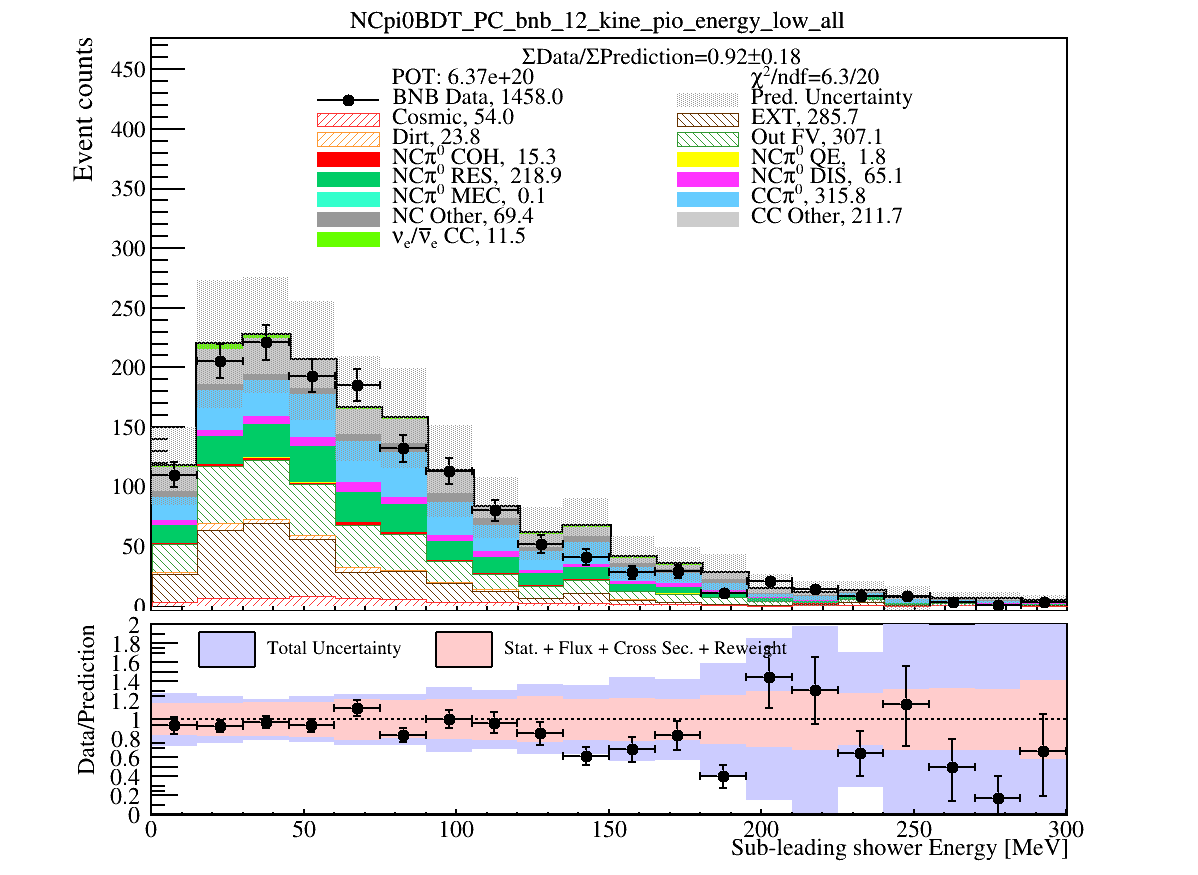 NCpi0BDT_PC_bnb_12_kine_pio_energy_low_all
ΣData/ΣPrediction=0.92±0.18
POT: 6.37e+20
χ²/ndf=6.3/20
BNB Data, 1458.0
Pred. Uncertainty
Cosmic, 54.0
EXT, 285.7
Dirt, 23.8
Out FV, 307.1
NCπ⁰ COH, 15.3
NCπ⁰ QE, 1.8
NCπ⁰ RES, 218.9
NCπ⁰ DIS, 65.1
NCπ⁰ MEC, 0.1
CCπ⁰, 315.8
NC Other, 69.4
CC Other, 211.7
νₑ/ν̅ₑ CC, 11.5
Event counts
450
400
350
300
250
200
150
100
50
0
Total Uncertainty
Stat. + Flux + Cross Sec. + Reweight
Data/Prediction
2
1.8
1.6
1.4
1.2
1
0.8
0.6
0.4
0.2
0
0 50 100 150 200 250 300
Sub-leading shower Energy [MeV]